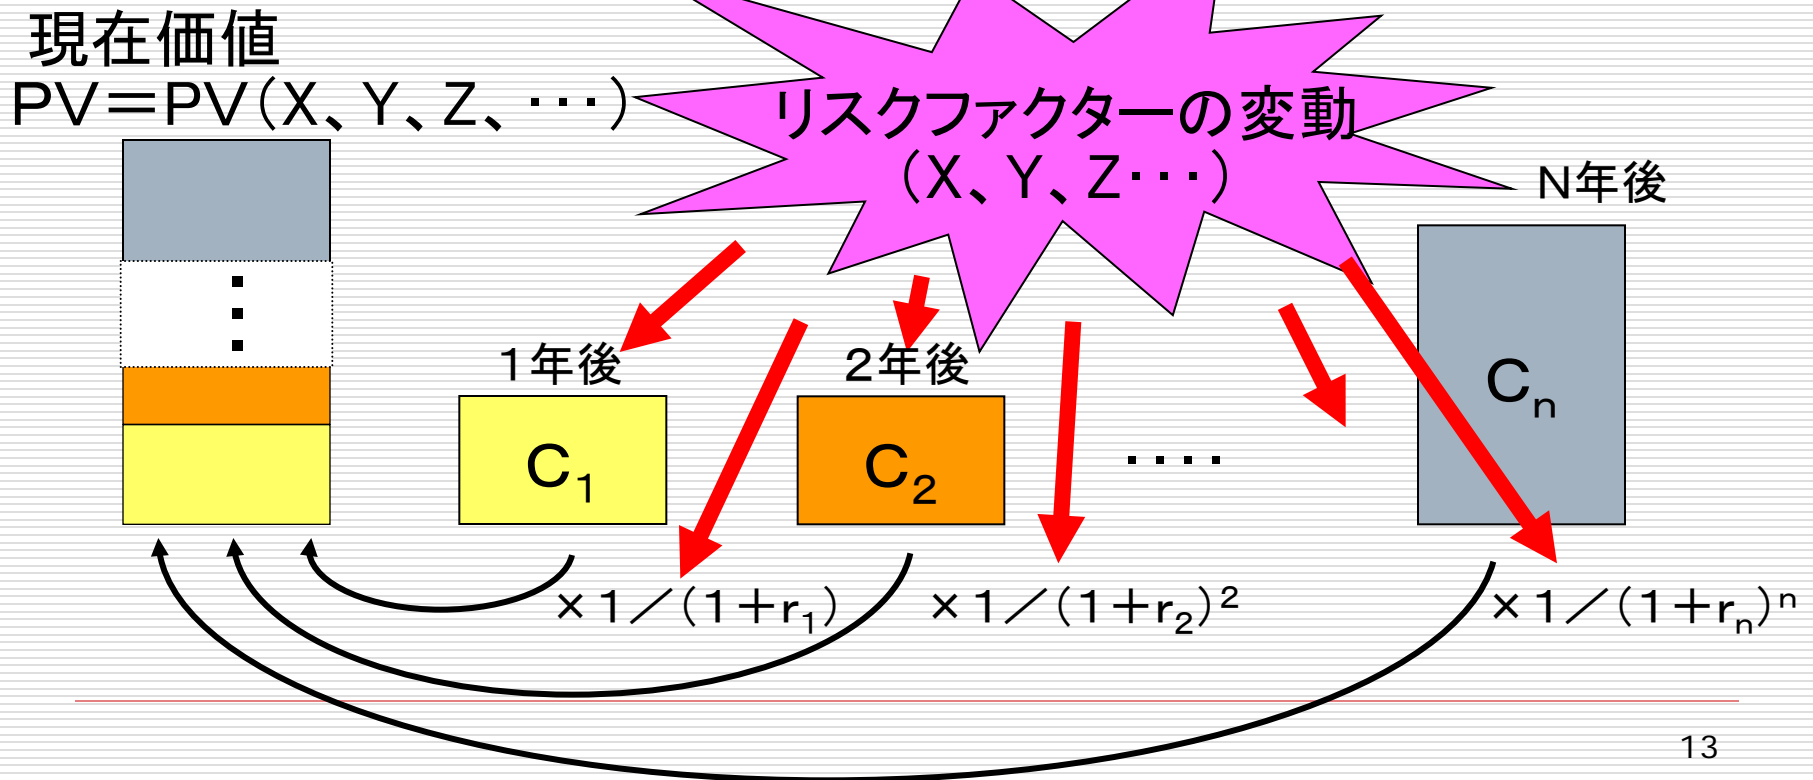 現在価値
PV＝PV（X、Y、Z、・・・）
リスクファクターの変動
（X、Y、Z・・・）
N年後
1年後
2年後
C1
C2
・・・・
Cn
×1／（1＋r1）
×1／（1＋r2）²
×1／（1＋rn）ⁿ
13